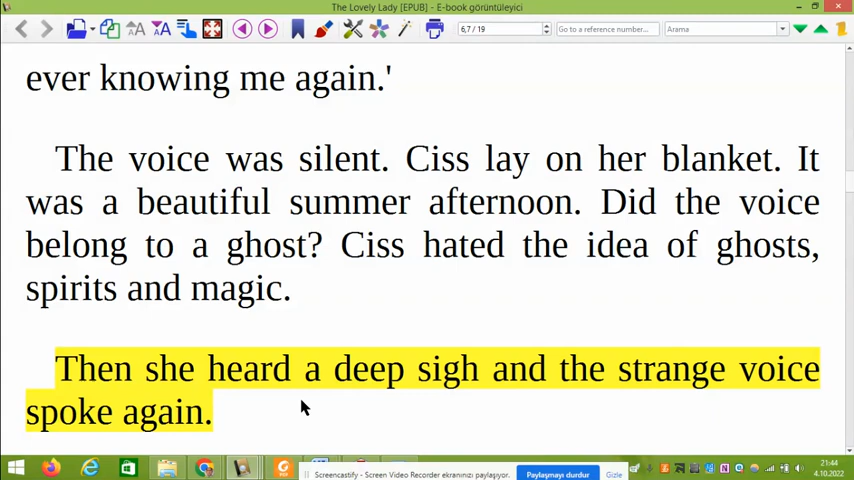 The Lovely Lady [EPUB] - E-book görüntüleyici
6,7 / 19
Go to a reference number...
Arama
ever knowing me again.'
The voice was silent. Ciss lay on her blanket. It
was a beautiful summer afternoon. Did the voice
belong to a ghost? Ciss hated the idea of ghosts,
spirits and magic.
Then she heard a deep sigh and the strange voice
spoke again.
Screencastify - Screen Video Recorder ekranınızı paylaşıyor.
Paylaşmayı durdur
Gizle
21:44
4.10.2022